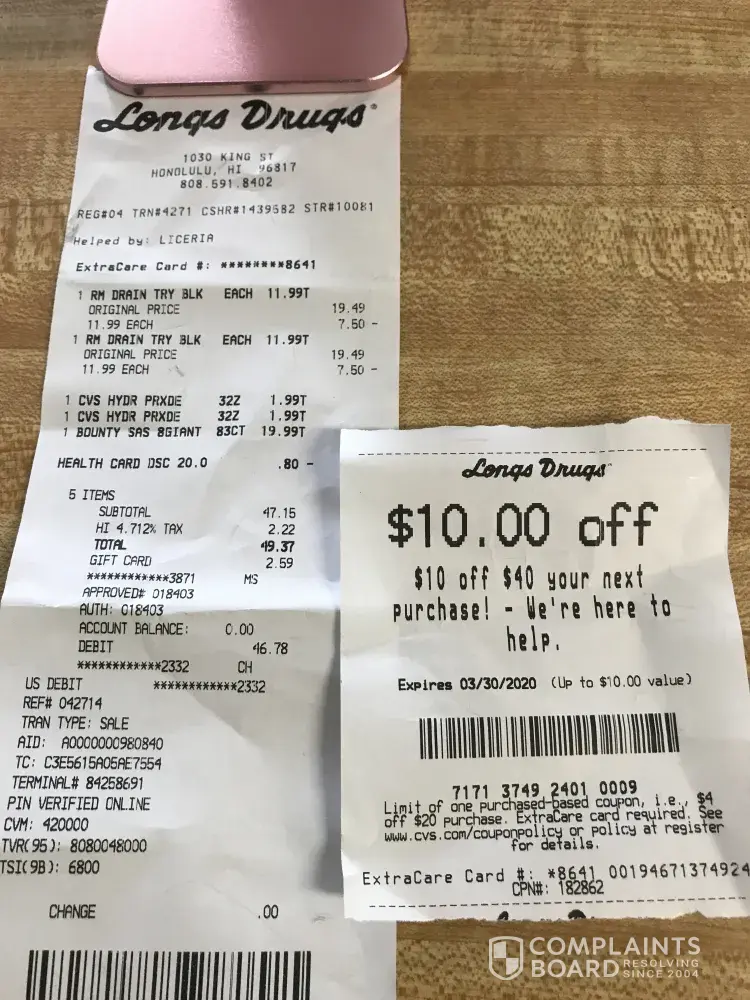 Longs Drugs
1030 KING ST
HONOLULU, HI 96817
808.591.8402
REG#04 TRN#4271 CSHR#1439582 STR#10081
Helped by: LICERIA
ExtraCare Card #: ********8641
1 RM DRAIN TRY BLK EACH 11.99T
ORIGINAL PRICE 19.49
11.99 EACH 7.50 -
1 RM DRAIN TRY BLK EACH 11.99T
ORIGINAL PRICE 19.49
11.99 EACH 7.50 -
1 CVS HYDR PRXDE 32Z 1.99T
1 CVS HYDR PRXDE 32Z 1.99T
1 BOUNTY SAS 8GIANT 83CT 19.99T
HEALTH CARD DSC 20.0 .80 -
5 ITEMS
SUBTOTAL 47.15
HI 4.712% TAX 2.22
TOTAL 49.37
GIFT CARD 2.59
************3871 MS
APPROVED# 018403
AUTH: 018403
ACCOUNT BALANCE: 0.00
DEBIT 46.78
************2332 CH
US DEBIT ************2332
REF# 042714
TRAN TYPE: SALE
AID: A0000000980840
TC: C3E5615A05AE7554
TERMINAL# 84258691
PIN VERIFIED ONLINE
CVM: 420000
TVR(95): 8080048000
TSI(9B): 6800
CHANGE .00
Longs Drugs
$10.00 off
$10 off $40 your next
purchase! - We're here to
help.
Expires 03/30/2020 (Up to $10.00 value)
7171 3749 2401 0009
Limit of one purchased-based coupon, i.e., $4
off $20 purchase. ExtraCare card required. See
www.cvs.com/couponpolicy or policy at register
for details.
ExtraCare Card #: *8641 00194671374924
CPN#: 182862
COMPLAINTS
BOARD RESOLVING SINCE 2004